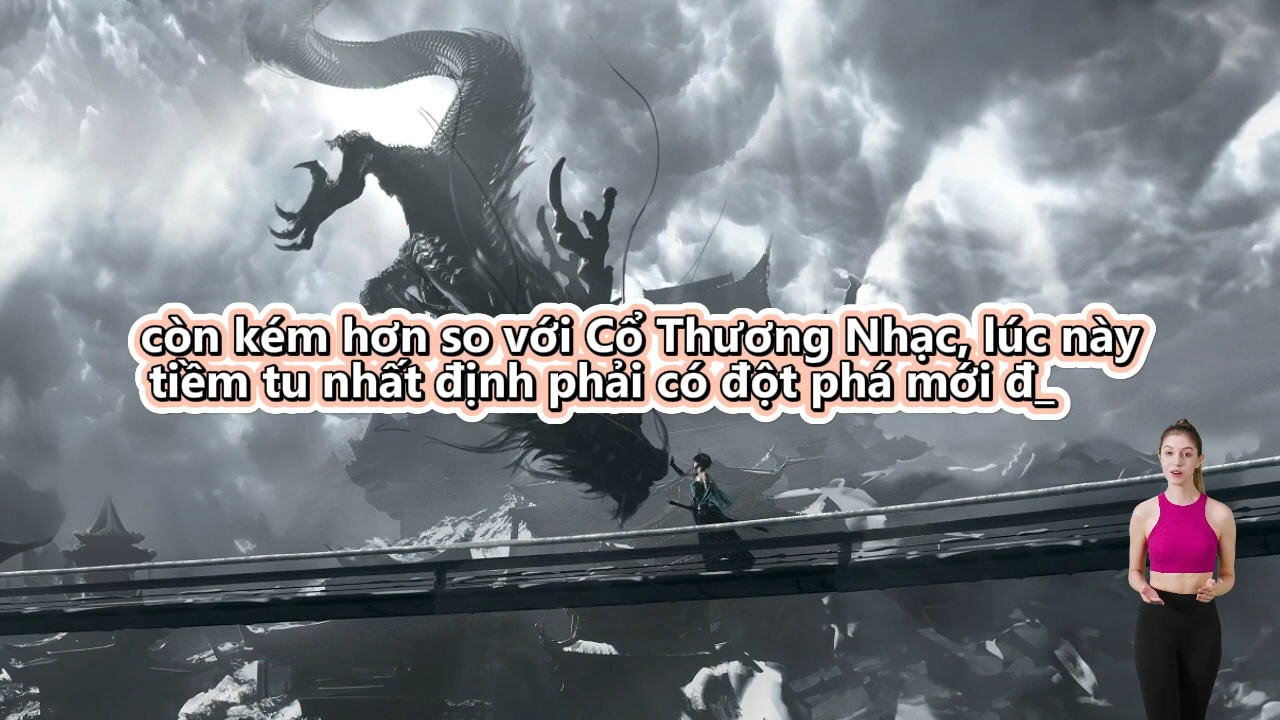 còn kém hơn so với Cổ Thương Nhạc, lúc này
tiềm tu nhất định phải có đột phá mới đ_